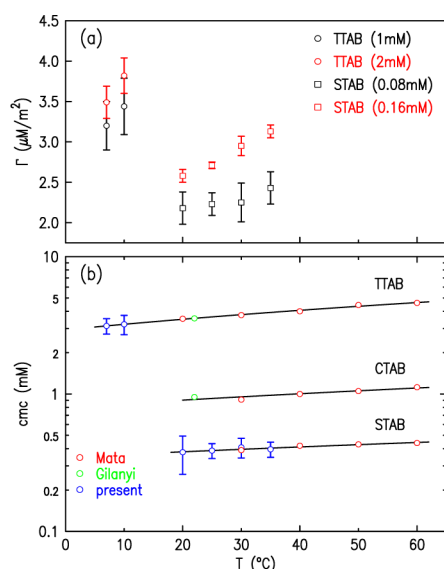 4.5
(a)
TTAB (1mM)
4.0
TTAB (2mM)
STAB (0.08mM)
3.5
STAB (0.16mM)
Γ (μM/m²)
3.0
2.5
2.0
10
(b)
TTAB
5
cmc (mM)
CTAB
1
STAB
0.5
Mata
Gilanyi
0.2
present
0.1
0
10
20
30
40
50
60
T (°C)